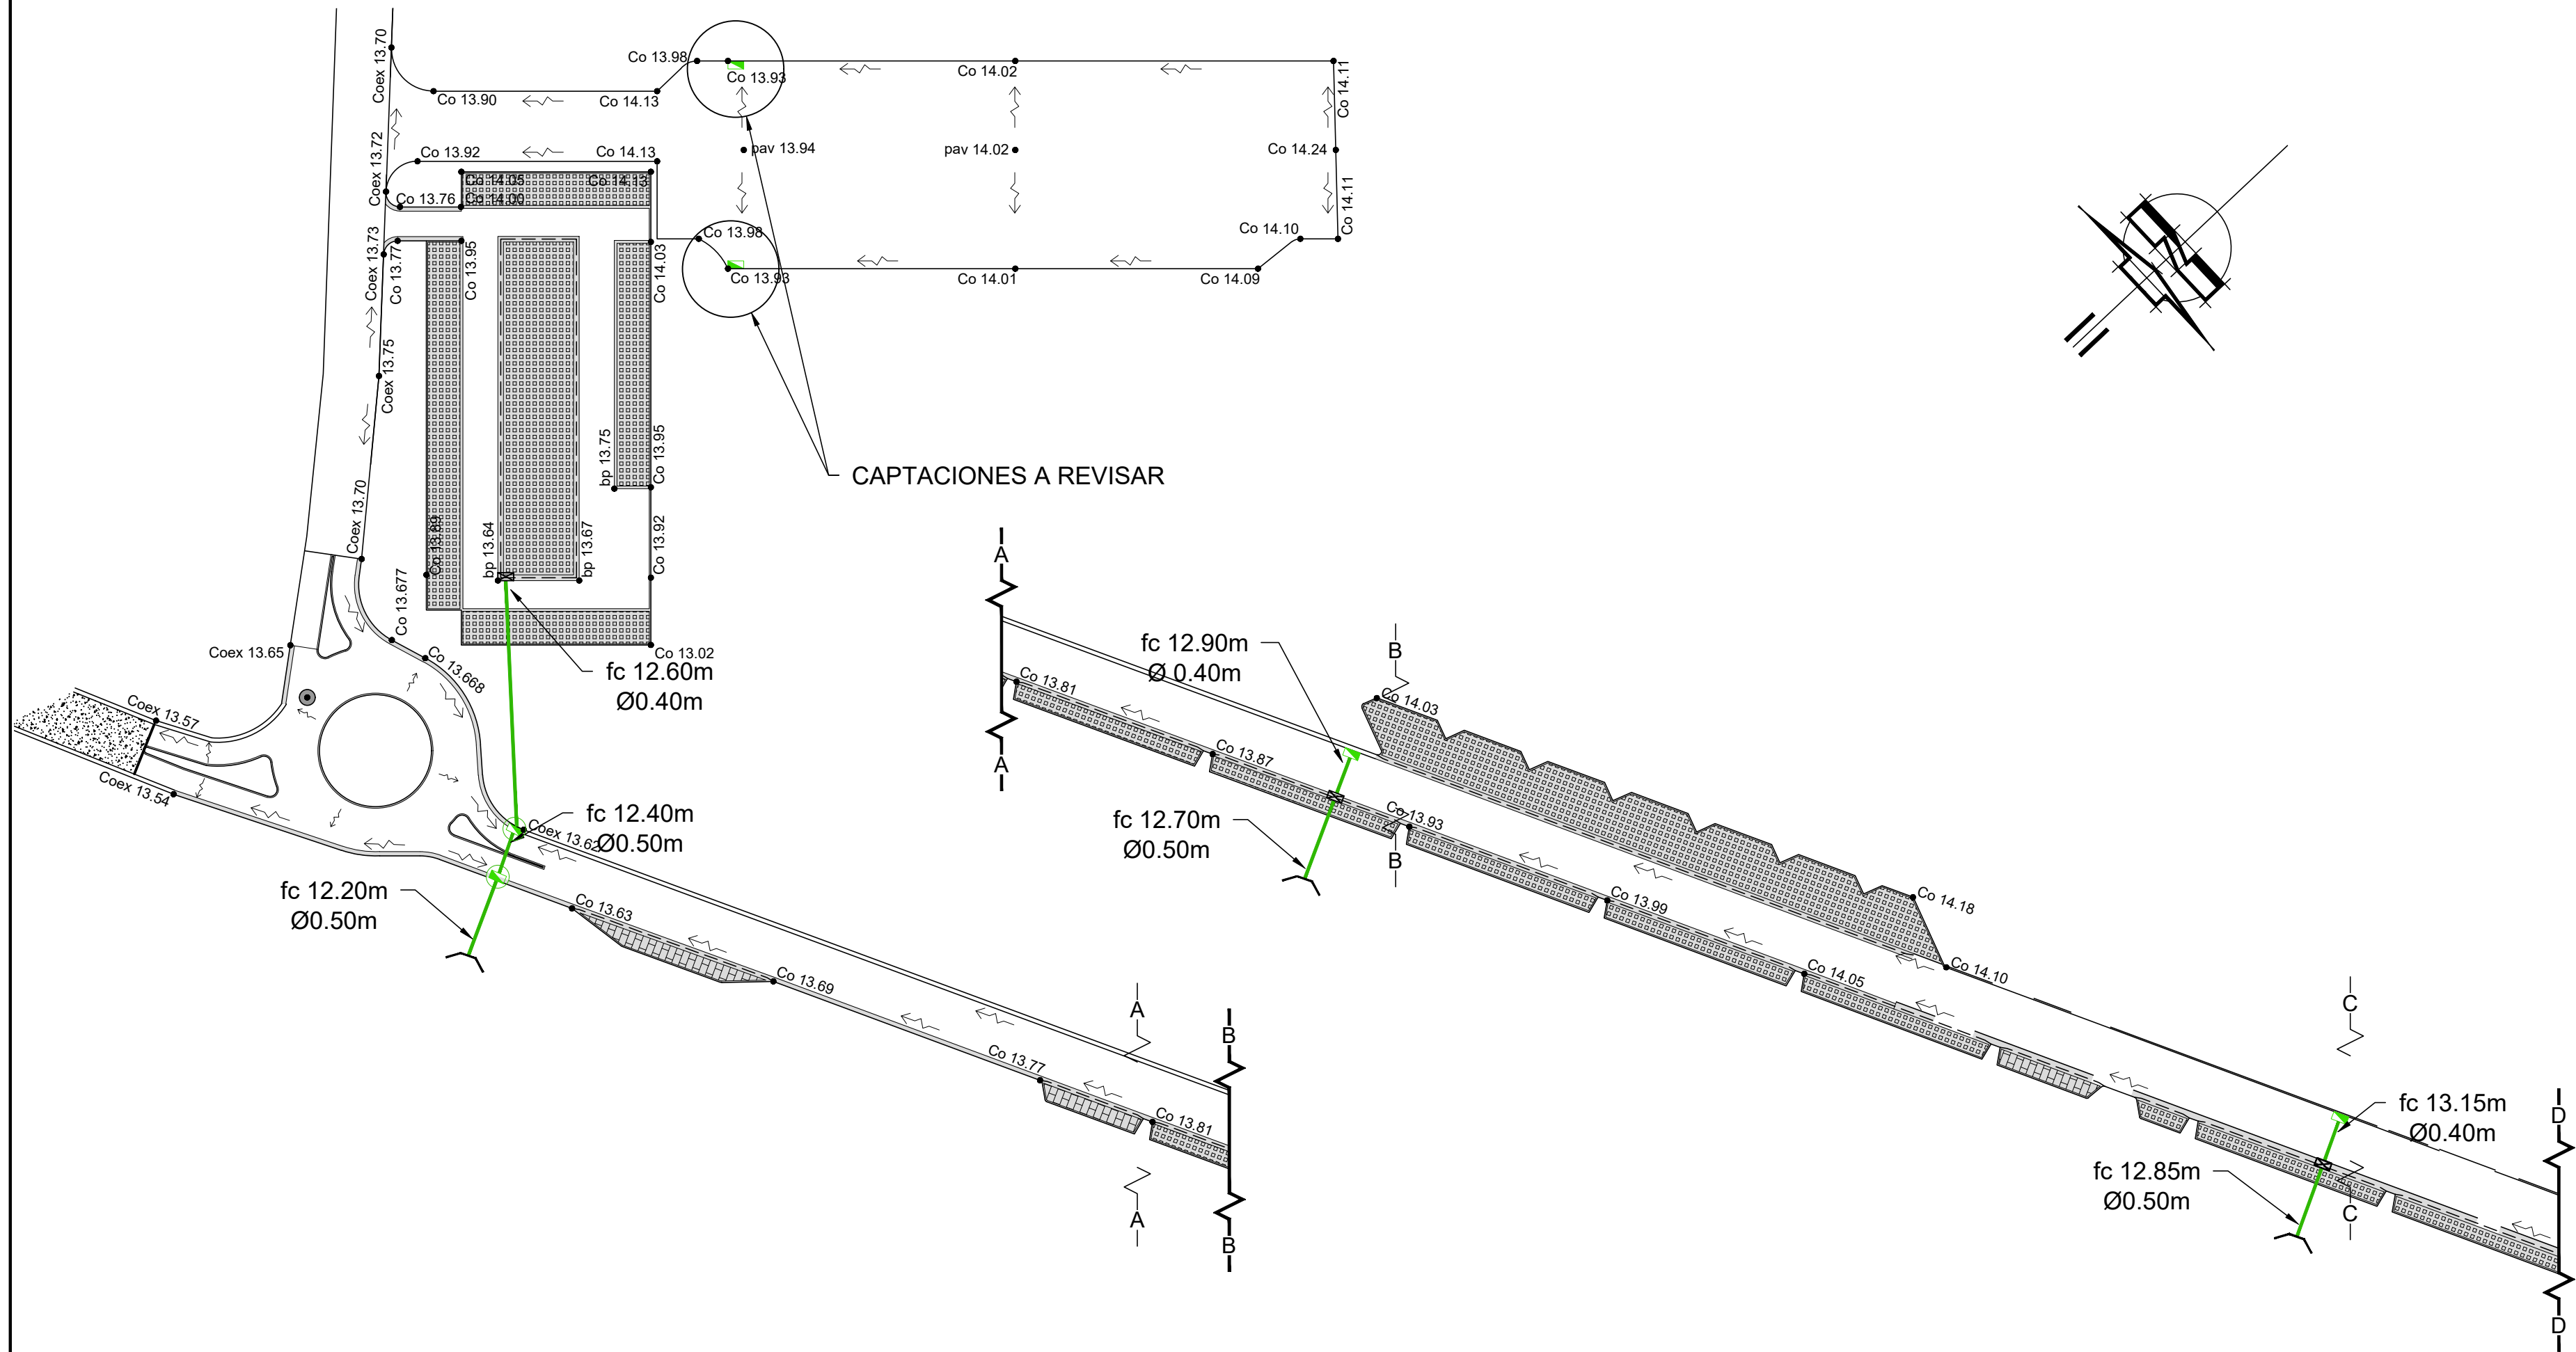 Coex 13.70
Co 13.98
Co 13.93
Co 14.02
Co 14.11
Co 13.90
Co 14.13
Coex 13.72
Co 13.92
Co 14.13
pav 13.94
pav 14.02
Co 14.24
Co 14.05
Co 14.13
Co 13.76
Co 14.00
Co 14.11
Coex 13.73
Co 13.77
Co 13.95
Co 14.03
Co 13.98
Co 14.10
Co 13.93
Co 14.01
Co 14.09
Coex 13.75
bp 13.75
Co 13.95
CAPTACIONES A REVISAR
Coex 13.70
Co 13.89
bp 13.64
bp 13.67
Co 13.92
Co 13.677
Coex 13.65
Co 13.668
Co 13.02
fc 12.60m
Ø0.40m
Coex 13.57
Coex 13.54
fc 12.40m
Ø0.50m
Coex 13.62
fc 12.20m
Ø0.50m
Co 13.63
Co 13.69
Co 13.77
Co 13.81
A
A
B
B
A
A
Co 13.81
fc 12.90m
Ø 0.40m
B
Co 14.03
Co 13.87
fc 12.70m
Ø0.50m
Co 13.93
B
Co 13.99
Co 14.18
Co 14.05
Co 14.10
C
fc 13.15m
Ø0.40m
fc 12.85m
Ø0.50m
C
D
D